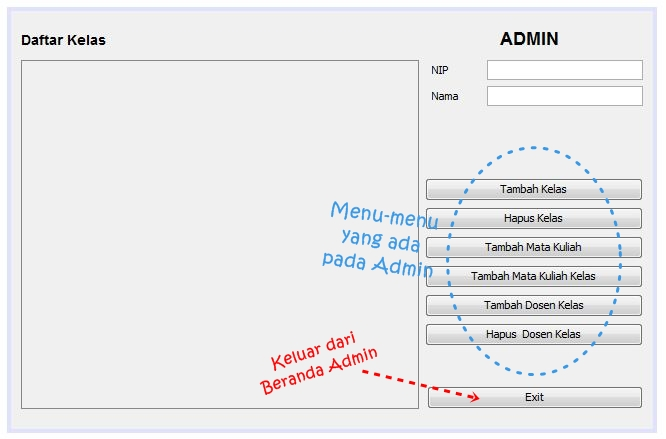 Daftar Kelas
ADMIN
NIP
Nama
Tambah Kelas
Hapus Kelas
Tambah Mata Kuliah
Tambah Mata Kuliah Kelas
Tambah Dosen Kelas
Hapus Dosen Kelas
Exit
Menu-menu
yang ada
pada Admin
Keluar dari
Beranda Admin